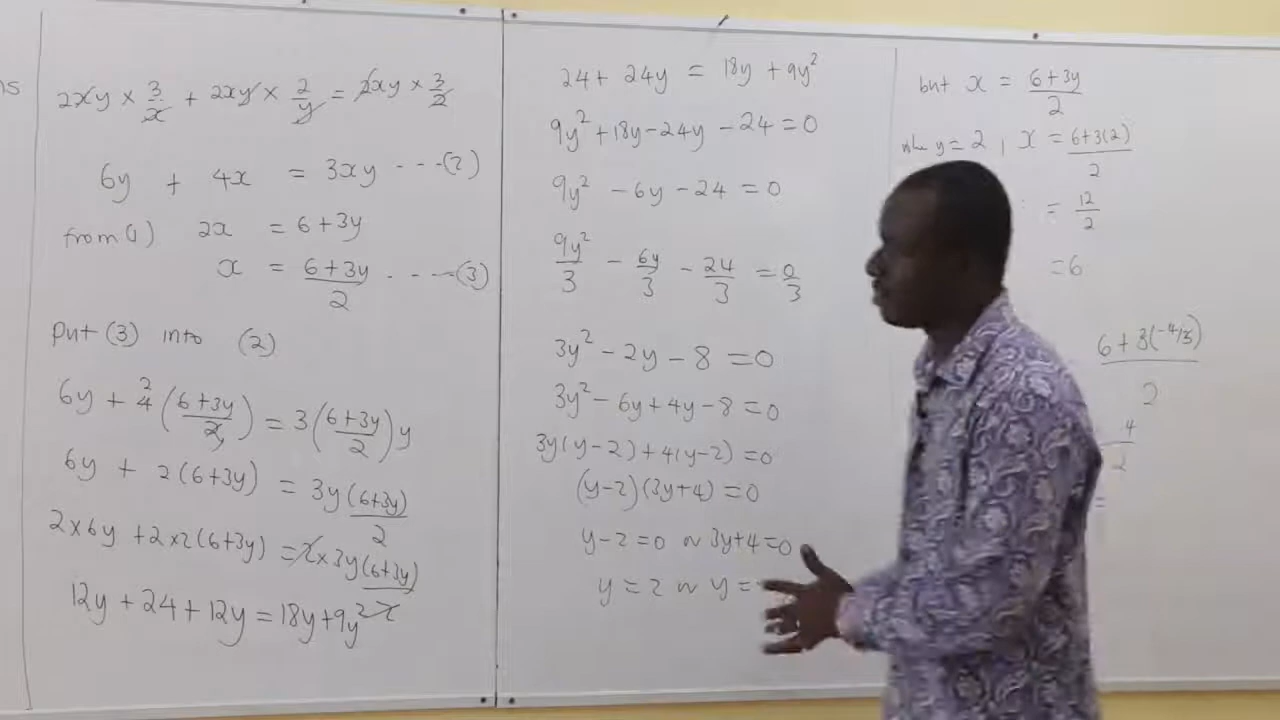 ns
2xy × 3/x + 2xy × 2/y = 2xy × 3/2
6y + 4x = 3xy ----(2)
from (1) 2x = 6+3y
x = (6+3y)/2 ----(3)
put (3) into (2)
6y + 4((6+3y)/2) = 3((6+3y)/2)y
6y + 2(6+3y) = 3y(6+3y)/2
2×6y + 2×2(6+3y) = 2×3y(6+3y)/2
12y + 24 + 12y = 18y+9y²
24 + 24y = 18y + 9y²
9y² + 18y - 24y - 24 = 0
9y² - 6y - 24 = 0
9y²/3 - 6y/3 - 24/3 = 0/3
3y² - 2y - 8 = 0
3y² - 6y + 4y - 8 = 0
3y(y-2) + 4(y-2) = 0
(y-2)(3y+4) = 0
y-2 = 0 or 3y+4 = 0
y = 2 or y =
but x = (6+3y)/2
when y = 2, x = (6+3(2))/2
= 12/2
= 6
(6+3(-4/3))/2
2
=